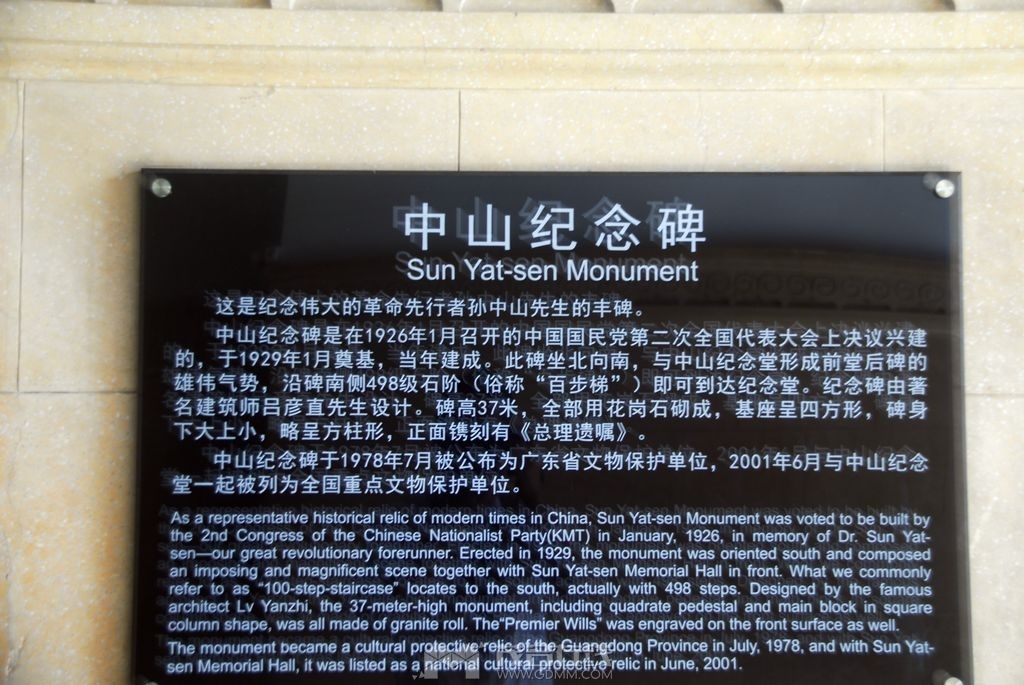 中山纪念碑
Sun Yat-sen Monument
这是纪念伟大的革命先行者孙中山先生的丰碑。
中山纪念碑是在1926年1月召开的中国国民党第二次全国代表大会上决议兴建
的，于1929年1月奠基，当年建成。此碑坐北向南，与中山纪念堂形成前堂后碑的
雄伟气势，沿碑南侧498级石阶（俗称“百步梯”）即可到达纪念堂。纪念碑由著
名建筑师吕彦直先生设计。碑高37米，全部用花岗石砌成，基座呈四方形，碑身
下大上小，略呈方柱形，正面镌刻有《总理遗嘱》。
中山纪念碑于1978年7月被公布为广东省文物保护单位，2001年6月与中山纪念
堂一起被列为全国重点文物保护单位。
As a representative historical relic of modern times in China, Sun Yat-sen Monument was voted to be built by
the 2nd Congress of the Chinese Nationalist Party(KMT) in January, 1926, in memory of Dr. Sun Yat-
sen—our great revolutionary forerunner. Erected in 1929, the monument was oriented south and composed
an imposing and magnificent scene together with Sun Yat-sen Memorial Hall in front. What we commonly
refer to as “100-step-staircase” locates to the south, actually with 498 steps. Designed by the famous
architect Lv Yanzhi, the 37-meter-high monument, including quadrate pedestal and main block in square
column shape, was all made of granite roll. The“Premier Wills” was engraved on the front surface as well.
The monument became a cultural protective relic of the Guangdong Province in July, 1978, and with Sun Yat-
sen Memorial Hall, it was listed as a national cultural protective relic in June, 2001.
WWW.GDMM.COM